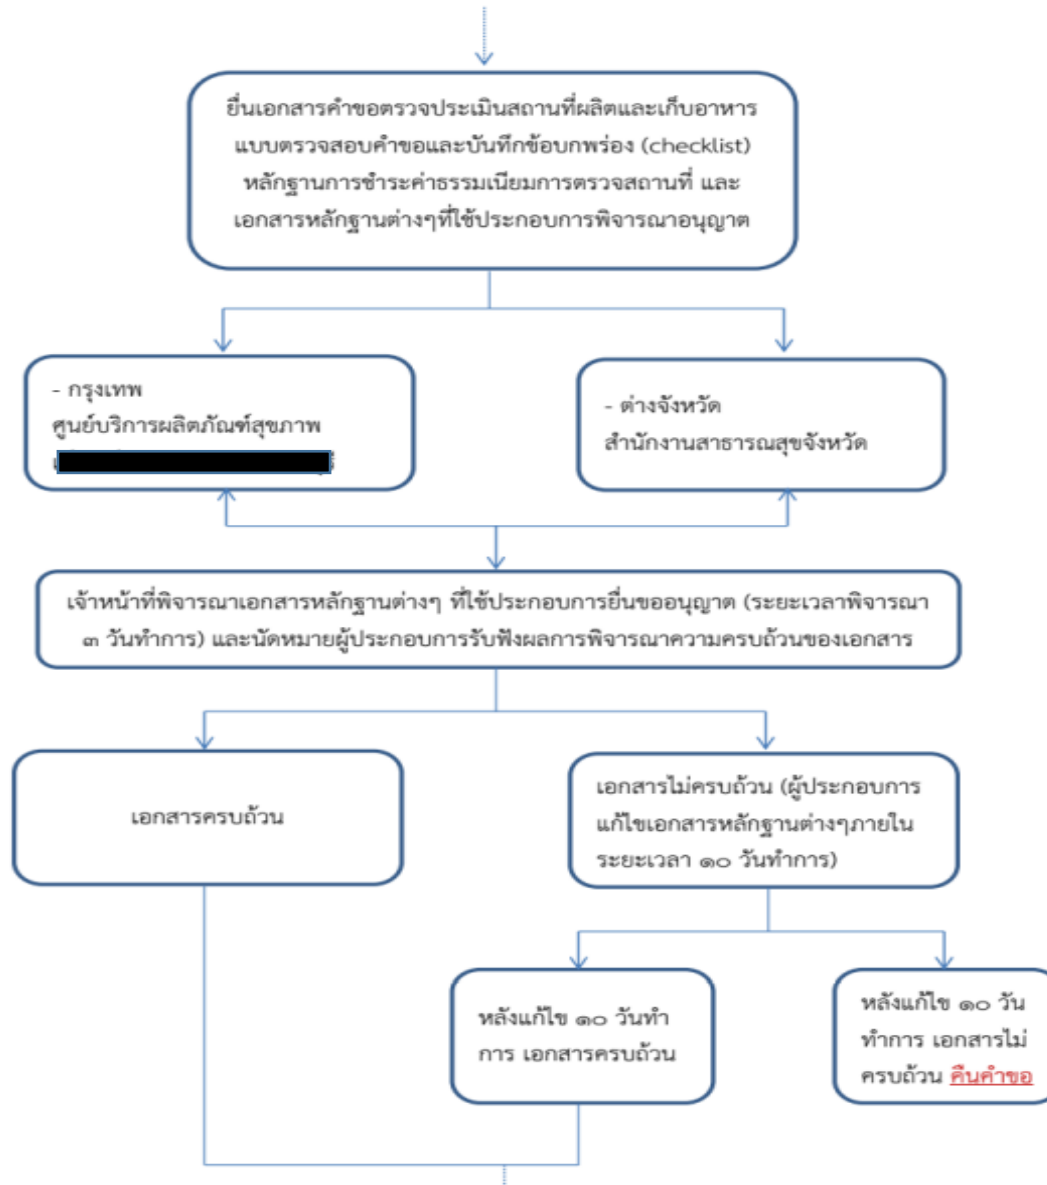 ยื่นเอกสารคำขอตรวจประเมินสถานที่ผลิตและเก็บอาหาร
แบบตรวจสอบคำขอและบันทึกข้อบกพร่อง (checklist)
หลักฐานการชำระค่าธรรมเนียมการตรวจสถานที่ และ
เอกสารหลักฐานต่างๆที่ใช้ประกอบการพิจารณาอนุญาต
- กรุงเทพ
ศูนย์บริการผลิตภัณฑ์สุขภาพ
- ต่างจังหวัด
สำนักงานสาธารณสุขจังหวัด
เจ้าหน้าที่พิจารณาเอกสารหลักฐานต่างๆ ที่ใช้ประกอบการยื่นขออนุญาต (ระยะเวลาพิจารณา
๓ วันทำการ) และนัดหมายผู้ประกอบการรับฟังผลการพิจารณาความครบถ้วนของเอกสาร
เอกสารครบถ้วน
เอกสารไม่ครบถ้วน (ผู้ประกอบการ
แก้ไขเอกสารหลักฐานต่างๆภายใน
ระยะเวลา ๑๐ วันทำการ)
หลังแก้ไข ๑๐ วันทำ
การ เอกสารครบถ้วน
หลังแก้ไข ๑๐ วัน
ทำการ เอกสารไม่
ครบถ้วน คืนคำขอ